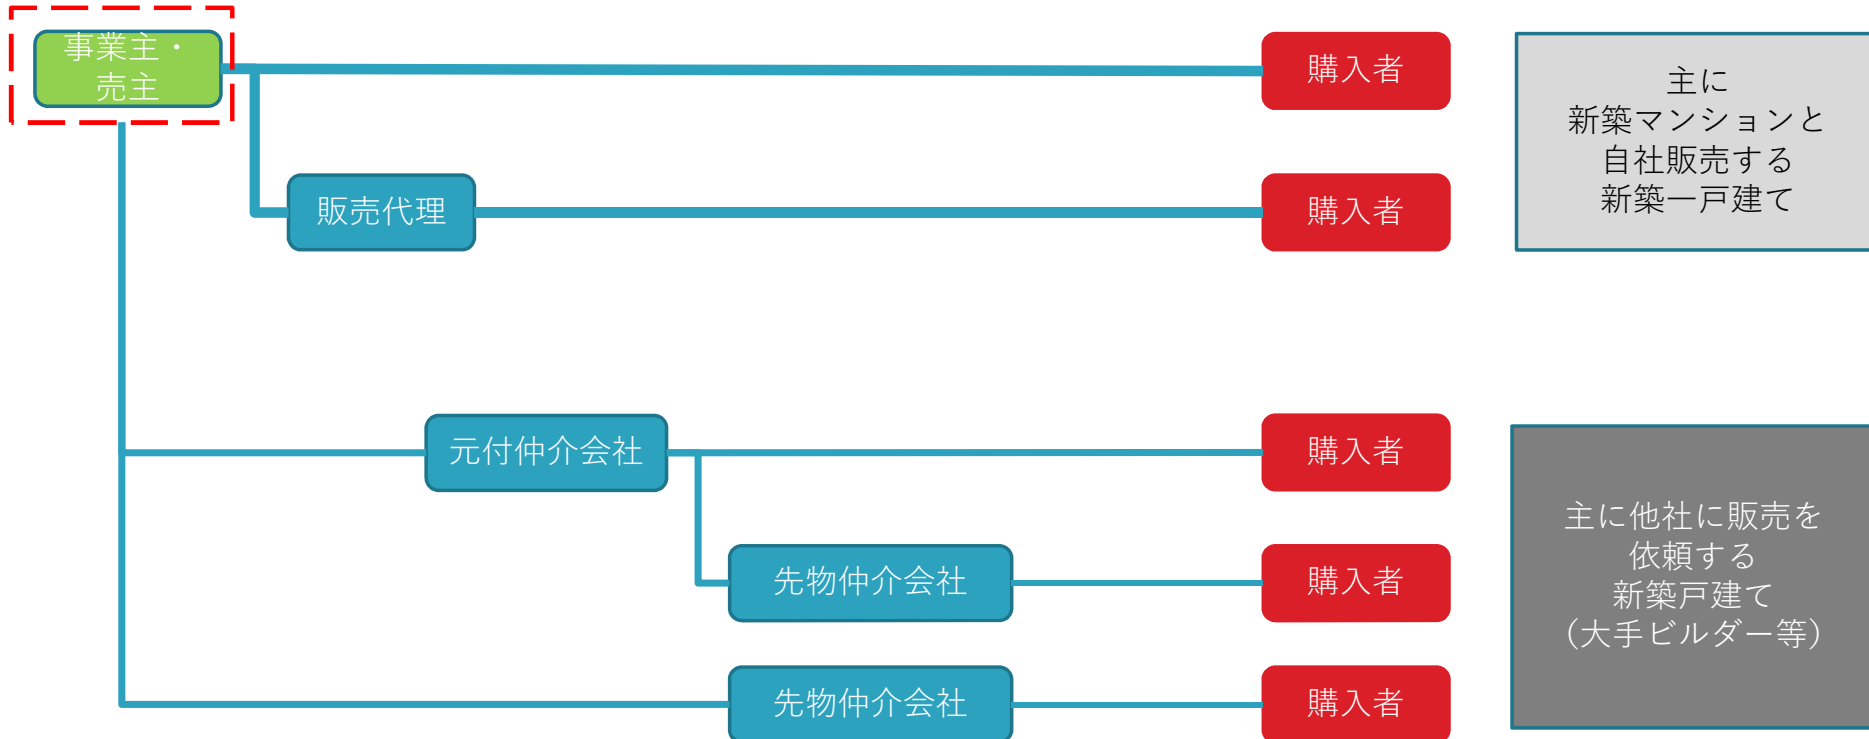 事業主・
売主
購入者
主に
新築マンションと
自社販売する
新築一戸建て
販売代理
購入者
元付仲介会社
購入者
主に他社に販売を
依頼する
新築戸建て
(大手ビルダー等)
先物仲介会社
購入者
先物仲介会社
購入者